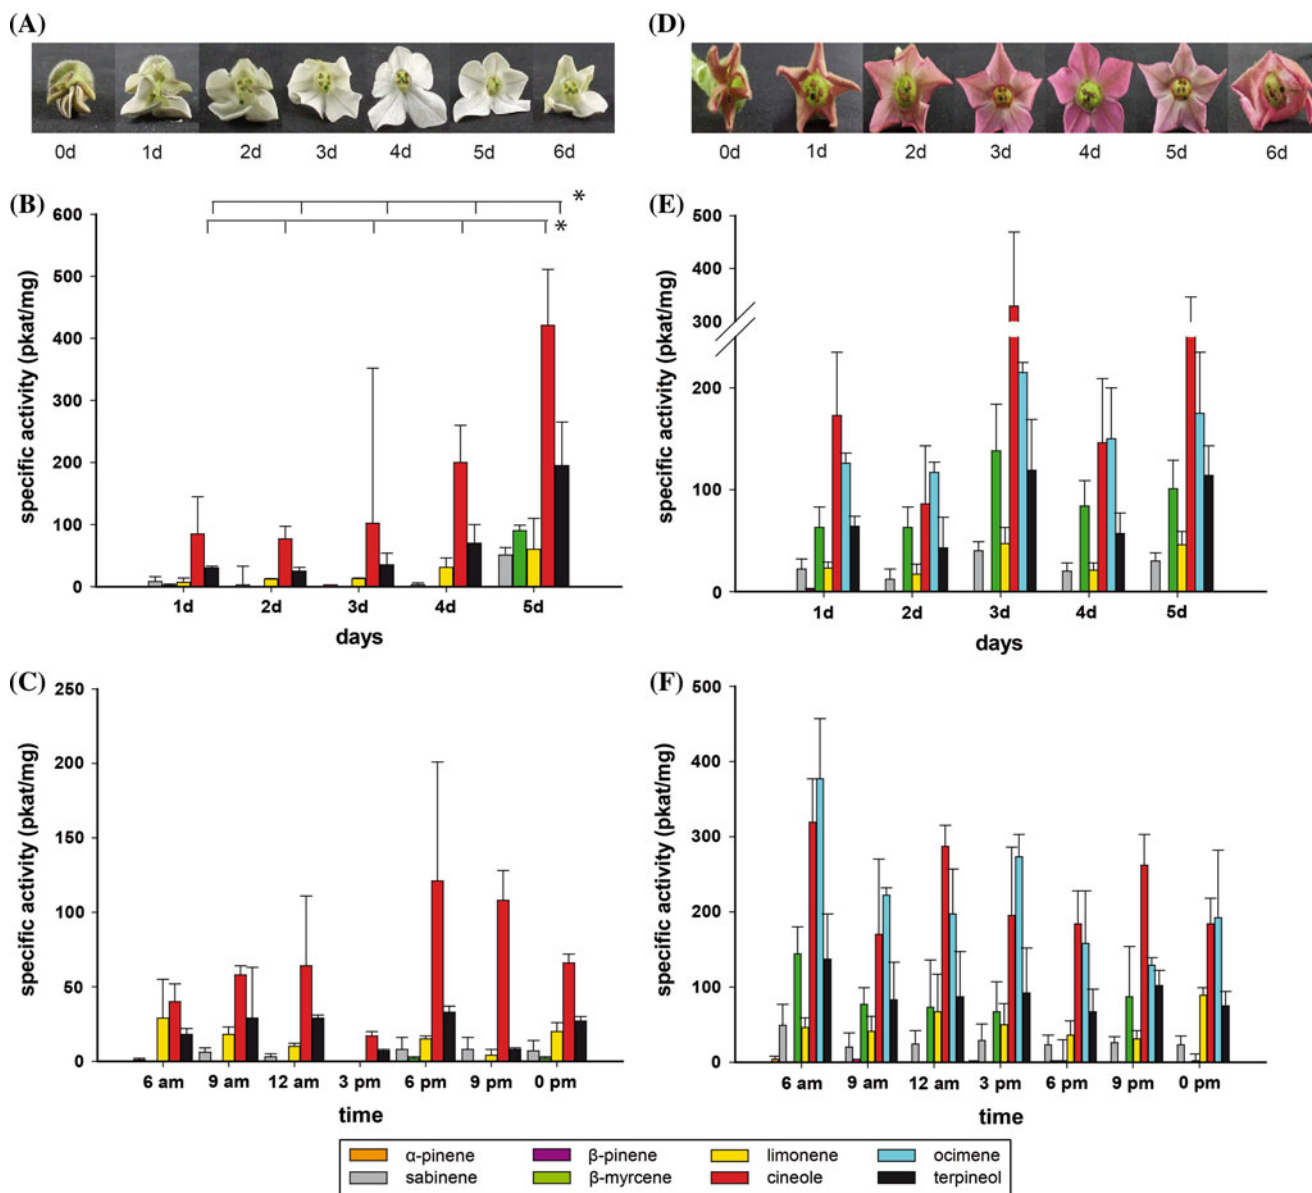 (A)
0d 1d 2d 3d 4d 5d 6d
(D)
0d 1d 2d 3d 4d 5d 6d
(B)
*
*
600
500
400
300
200
100
0
specific activity (pkat/mg)
1d 2d 3d 4d 5d
days
(E)
500
400
300
200
100
0
specific activity (pkat/mg)
1d 2d 3d 4d 5d
days
(C)
250
200
150
100
50
0
specific activity (pkat/mg)
6 am 9 am 12 am 3 pm 6 pm 9 pm 0 pm
time
(F)
500
400
300
200
100
0
specific activity (pkat/mg)
6 am 9 am 12 am 3 pm 6 pm 9 pm 0 pm
time
α-pinene β-pinene limonene ocimene
sabinene β-myrcene cineole terpineol